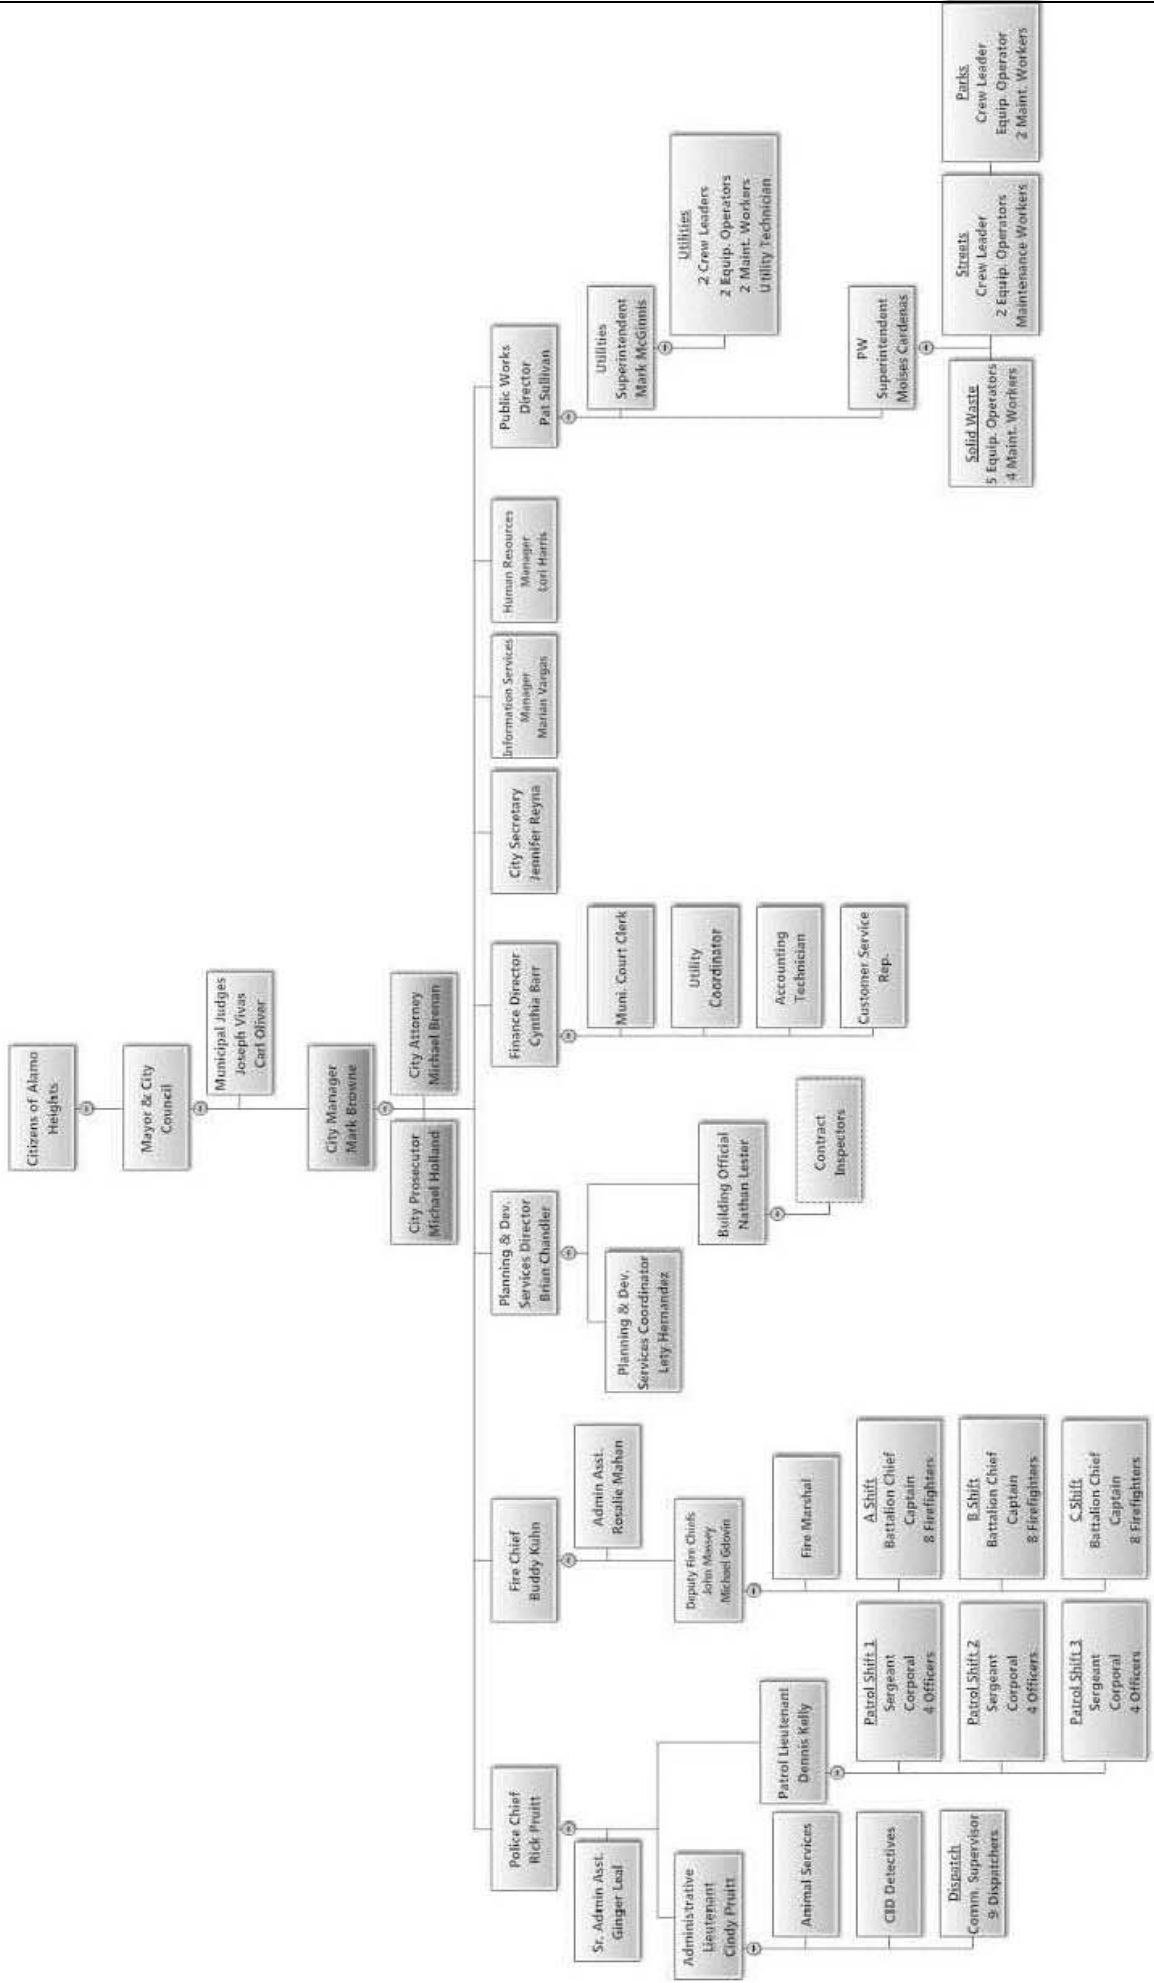 Citizens of Alamo
Heights
Mayor & City
Council
Municipal Judges
Joseph Vivas
Carl Oliver
City Manager
Mark Browne
City Prosecutor
Michael Holland
City Attorney
Michael Brenan
Police Chief
Rick Pruitt
Sr. Admin Asst.
Ginger Leal
Administrative
Lieutenant
Cindy Pruitt
Animal Services
CID Detectives
Dispatch
Comm. Supervisor
9 Dispatchers
Patrol Lieutenant
Dennis Kelly
Patrol Shift 1
Sergeant
Corporal
4 Officers
Patrol Shift 2
Sergeant
Corporal
4 Officers
Patrol Shift 3
Sergeant
Corporal
4 Officers
Fire Chief
Buddy Kuhn
Admin Asst.
Rosalie Mahan
Deputy Fire Chiefs
John Massey
Michael Gdovin
Fire Marshal
A Shift
Battalion Chief
Captain
8 Firefighters
B Shift
Battalion Chief
Captain
8 Firefighters
C Shift
Battalion Chief
Captain
8 Firefighters
Planning & Dev.
Services Director
Brian Chandler
Planning & Dev.
Services Coordinator
Lety Hernandez
Building Official
Nathan Lester
Contract
Inspectors
Finance Director
Cynthia Barr
Muni. Court Clerk
Utility
Coordinator
Accounting
Technician
Customer Service
Rep.
City Secretary
Jennifer Reyna
Information Services
Manager
Marian Vargas
Human Resources
Manager
Lori Harris
Public Works
Director
Pat Sullivan
Utilities
Superintendent
Mark McGinnis
Utilities
2 Crew Leaders
2 Equip. Operators
2 Maint. Workers
Utility Technician
PW
Superintendent
Moises Cardenas
Solid Waste
5 Equip. Operators
4 Maint. Workers
Streets
Crew Leader
2 Equip. Operators
Maintenance Workers
Parks
Crew Leader
Equip. Operator
2 Maint. Workers